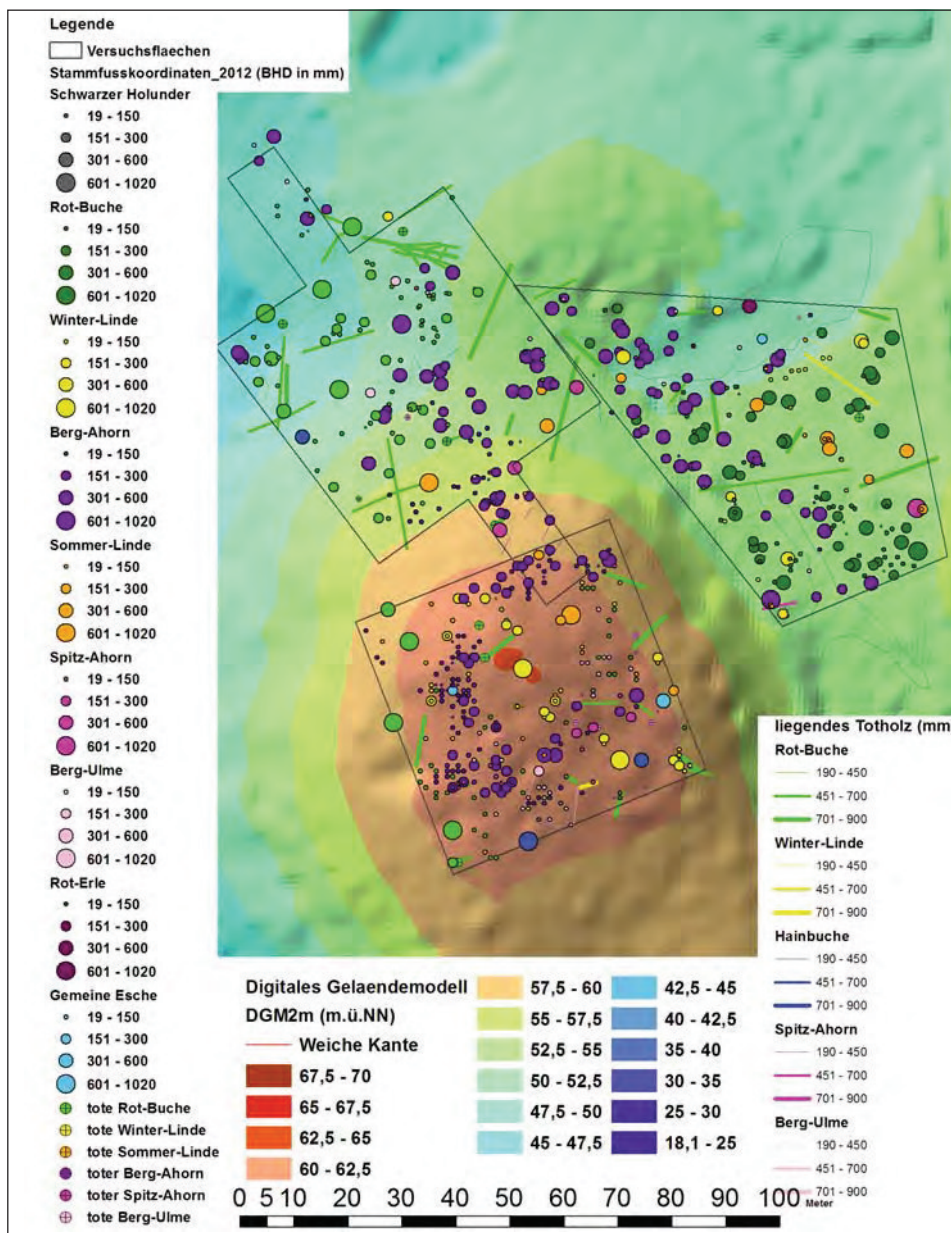 Legende
Versuchsflaechen
Stammfusskoordinaten_2012 (BHD in mm)
Schwarzer Holunder
19 - 150
151 - 300
301 - 600
601 - 1020
Rot-Buche
19 - 150
151 - 300
301 - 600
601 - 1020
Winter-Linde
19 - 150
151 - 300
301 - 600
601 - 1020
Berg-Ahorn
19 - 150
151 - 300
301 - 600
601 - 1020
Sommer-Linde
19 - 150
151 - 300
301 - 600
601 - 1020
Spitz-Ahorn
19 - 150
151 - 300
301 - 600
601 - 1020
Berg-Ulme
19 - 150
151 - 300
301 - 600
601 - 1020
Rot-Erle
19 - 150
151 - 300
301 - 600
601 - 1020
Gemeine Esche
19 - 150
151 - 300
301 - 600
601 - 1020
tote Rot-Buche
tote Winter-Linde
tote Sommer-Linde
toter Berg-Ahorn
toter Spitz-Ahorn
tote Berg-Ulme
Digitales Gelaendemodell
DGM2m (m.ü.NN)
Weiche Kante
67,5 - 70
65 - 67,5
62,5 - 65
60 - 62,5
57,5 - 60
55 - 57,5
52,5 - 55
50 - 52,5
47,5 - 50
45 - 47,5
42,5 - 45
40 - 42,5
35 - 40
30 - 35
25 - 30
18,1 - 25
liegendes Totholz (mm
Rot-Buche
190 - 450
451 - 700
701 - 900
Winter-Linde
190 - 450
451 - 700
701 - 900
Hainbuche
190 - 450
451 - 700
701 - 900
Spitz-Ahorn
190 - 450
451 - 700
701 - 900
Berg-Ulme
190 - 450
451 - 700
701 - 900
Meter
0 10 20 30 40 50 60 70 80 90 100